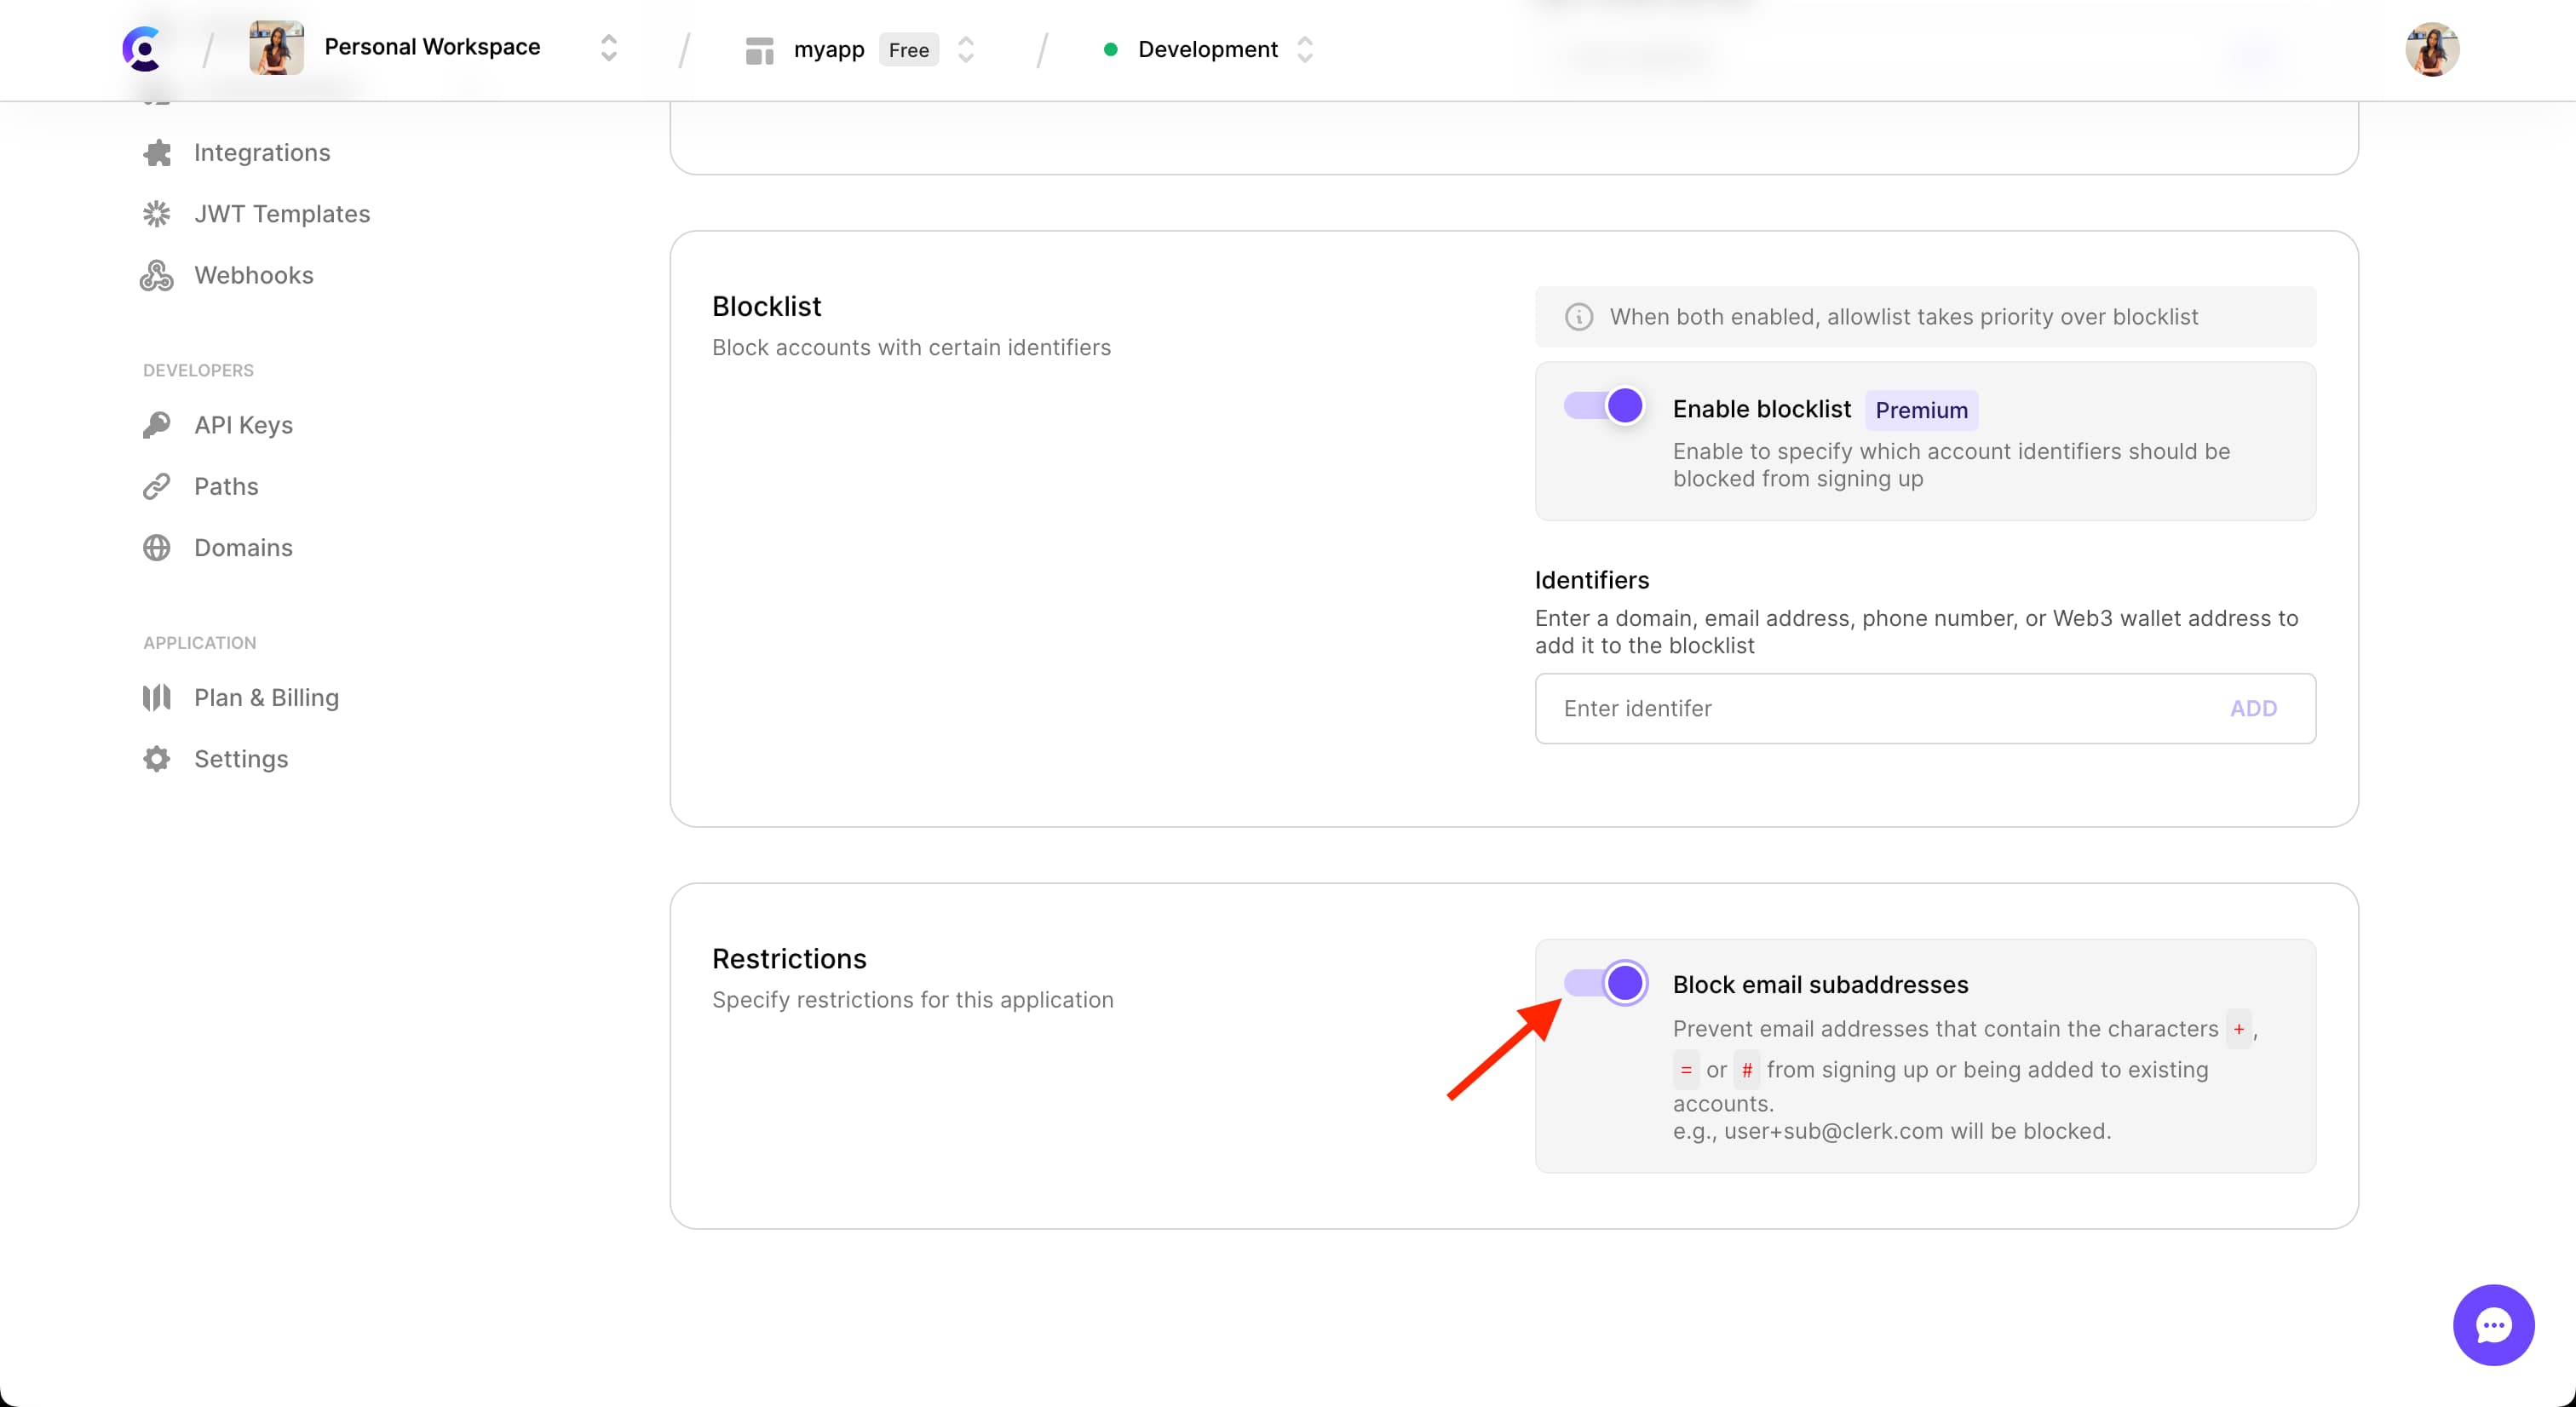 Personal Workspace
myapp Free
Development
Integrations
JWT Templates
Webhooks
DEVELOPERS
API Keys
Paths
Domains
APPLICATION
Plan & Billing
Settings
Blocklist
Block accounts with certain identifiers
When both enabled, allowlist takes priority over blocklist
Enable blocklist Premium
Enable to specify which account identifiers should be
blocked from signing up
Identifiers
Enter a domain, email address, phone number, or Web3 wallet address to
add it to the blocklist
Enter identifer
ADD
Restrictions
Specify restrictions for this application
Block email subaddresses
Prevent email addresses that contain the characters +,
= or # from signing up or being added to existing
accounts.
e.g., user+sub@clerk.com will be blocked.